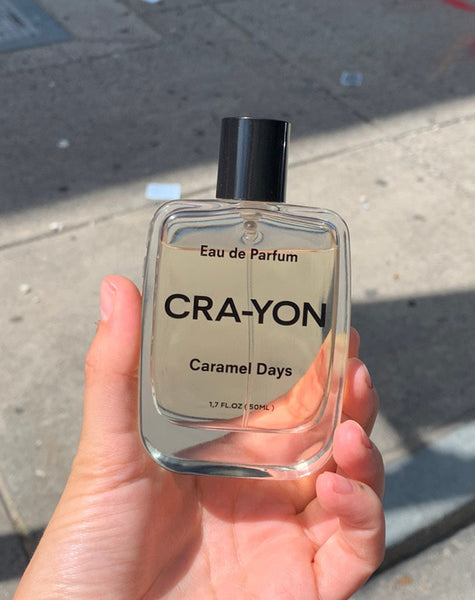 Eau de Parfum
CRA-YON
Caramel Days
1,7 FL.OZ (50ML)